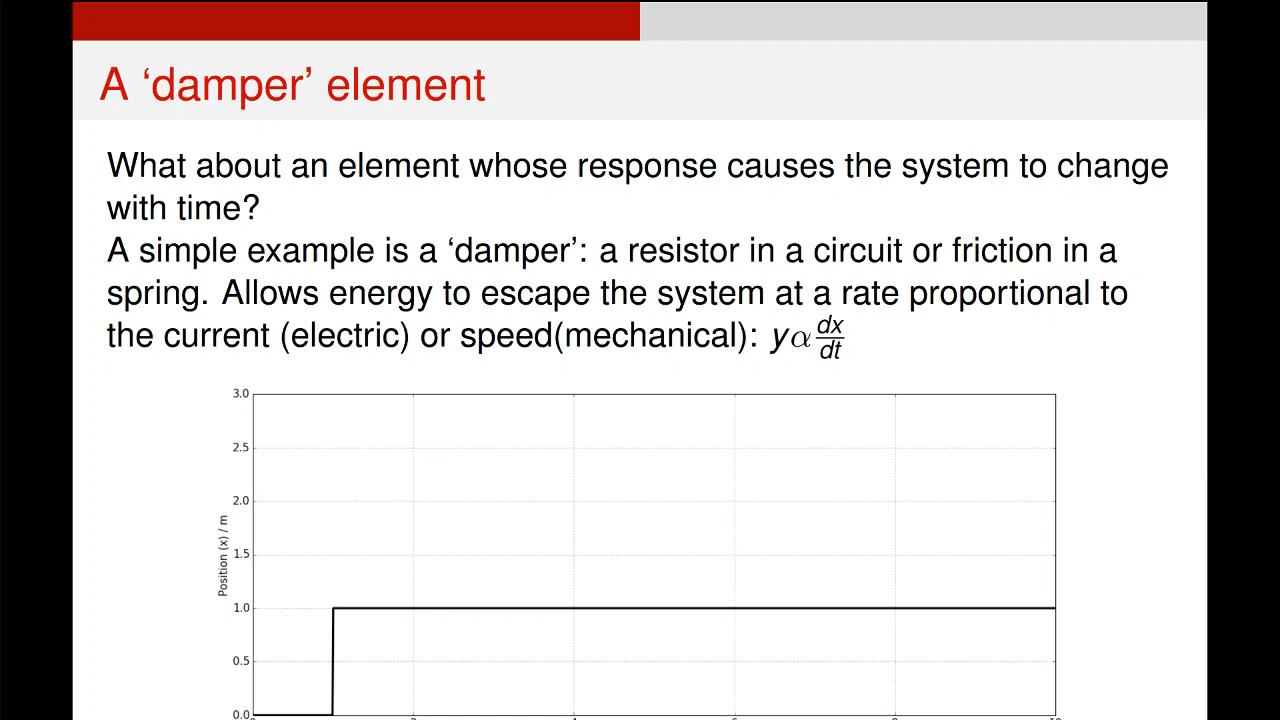 A ‘damper’ element
What about an element whose response causes the system to change
with time?
A simple example is a ‘damper’: a resistor in a circuit or friction in a
spring. Allows energy to escape the system at a rate proportional to
the current (electric) or speed(mechanical): yα dx/dt
3.0
2.5
2.0
1.5
1.0
0.5
0.0
Position (x) / m